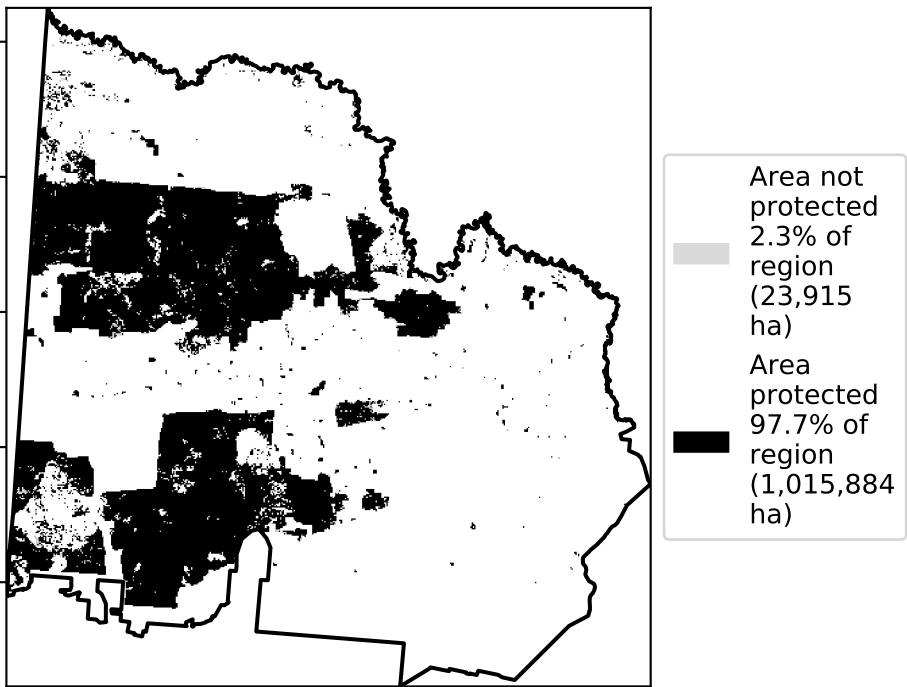 Area not
protected
2.3% of
region
(23,915
ha)
Area
protected
97.7% of
region
(1,015,884
ha)